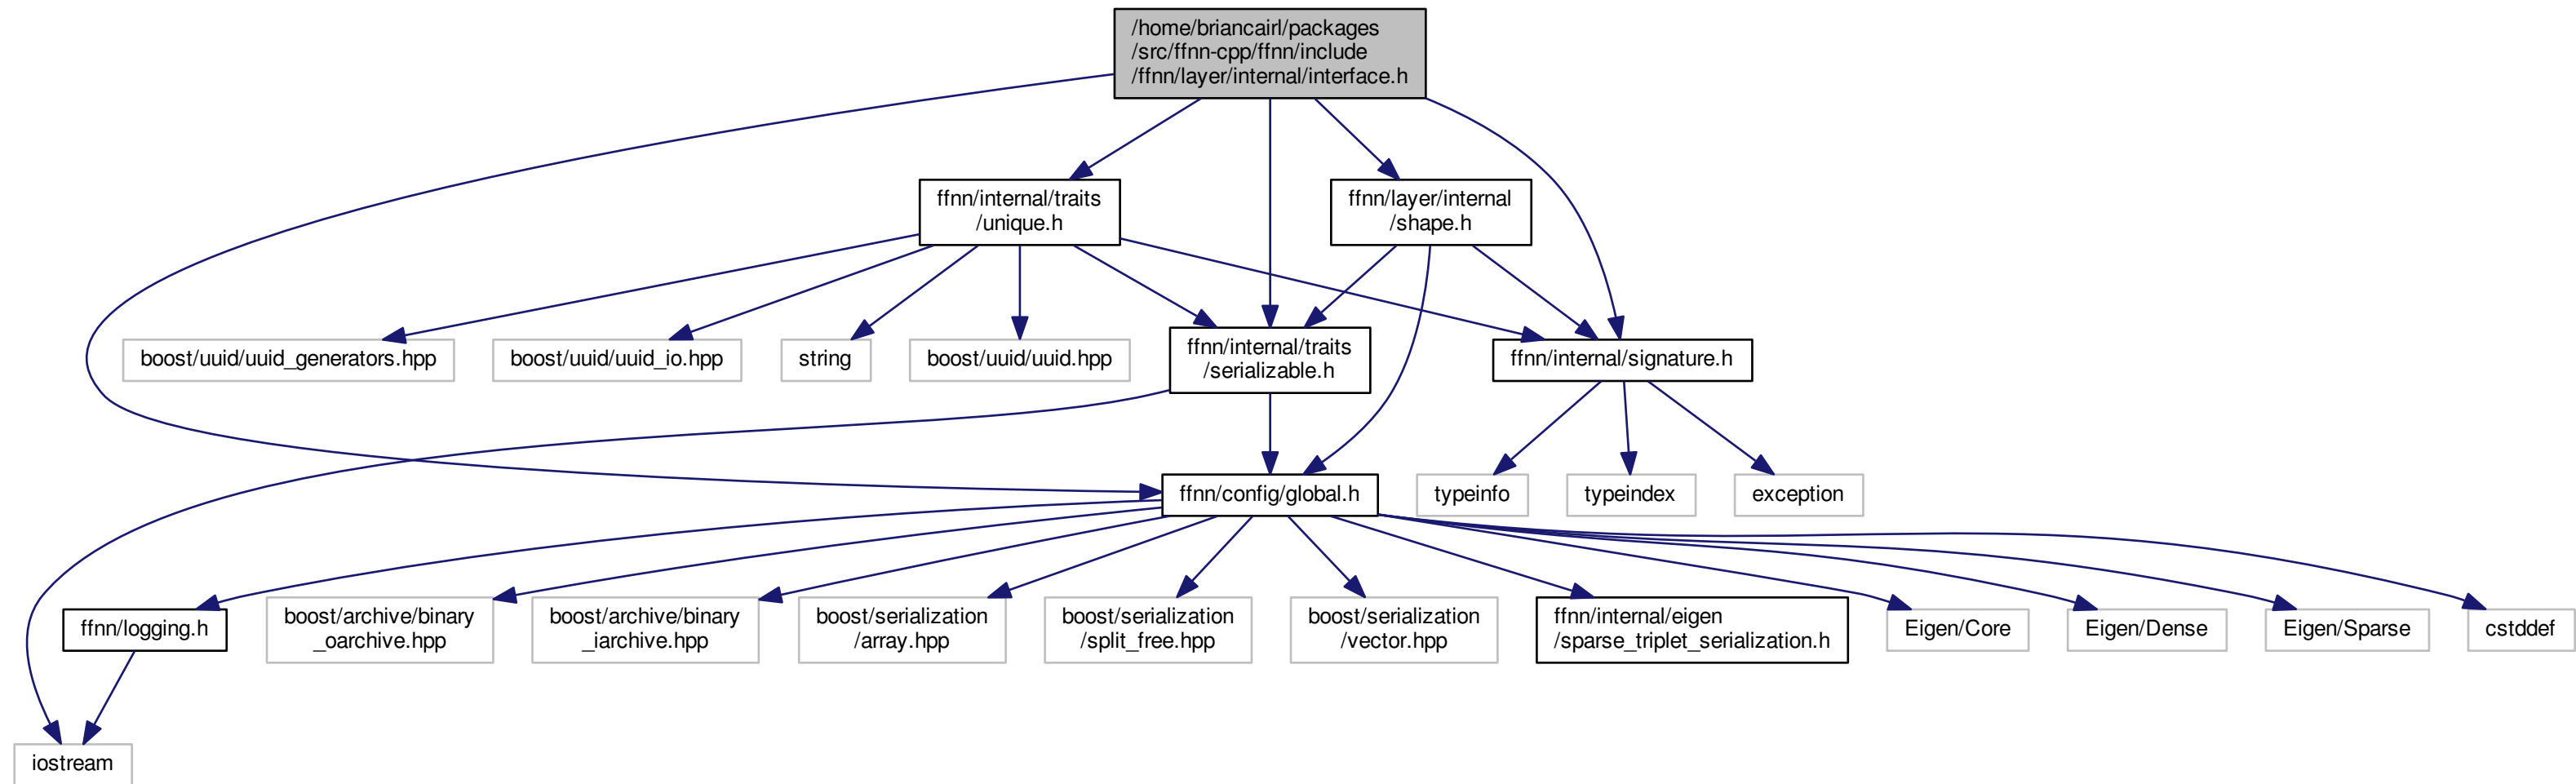 /home/briancairl/packages
/src/ffnn-cpp/ffnn/include
/ffnn/layer/internal/interface.h
ffnn/internal/traits
/unique.h
ffnn/layer/internal
/shape.h
boost/uuid/uuid_generators.hpp
boost/uuid/uuid_io.hpp
string
boost/uuid/uuid.hpp
ffnn/internal/traits
/serializable.h
ffnn/internal/signature.h
ffnn/config/global.h
typeinfo
typeindex
exception
ffnn/logging.h
boost/archive/binary
_oarchive.hpp
boost/archive/binary
_iarchive.hpp
boost/serialization
/array.hpp
boost/serialization
/split_free.hpp
boost/serialization
/vector.hpp
ffnn/internal/eigen
/sparse_triplet_serialization.h
Eigen/Core
Eigen/Dense
Eigen/Sparse
cstddef
iostream